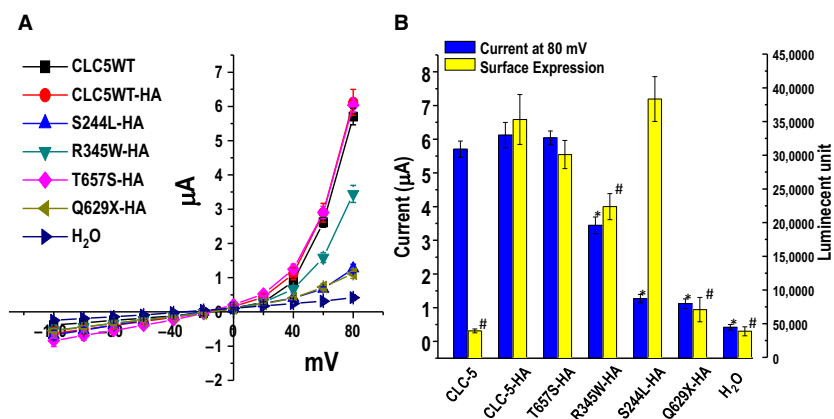 A
CLC5WT
CLC5WT-HA
S244L-HA
R345W-HA
T657S-HA
Q629X-HA
H₂O
7
6
5
4
3
2
1
0
−1
−2
μA
−80
−40
0
40
80
mV
B
Current at 80 mV
Surface Expression
8
7
6
5
4
3
2
1
0
Current (μA)
45,0000
40,0000
35,0000
30,0000
25,0000
20,0000
15,0000
10,0000
50,000
0
Luminecent unit
#
*
#
*
*
#
*
#
CLC-5
CLC-5-HA
T657S-HA
R345W-HA
S244L-HA
Q629X-HA
H₂O